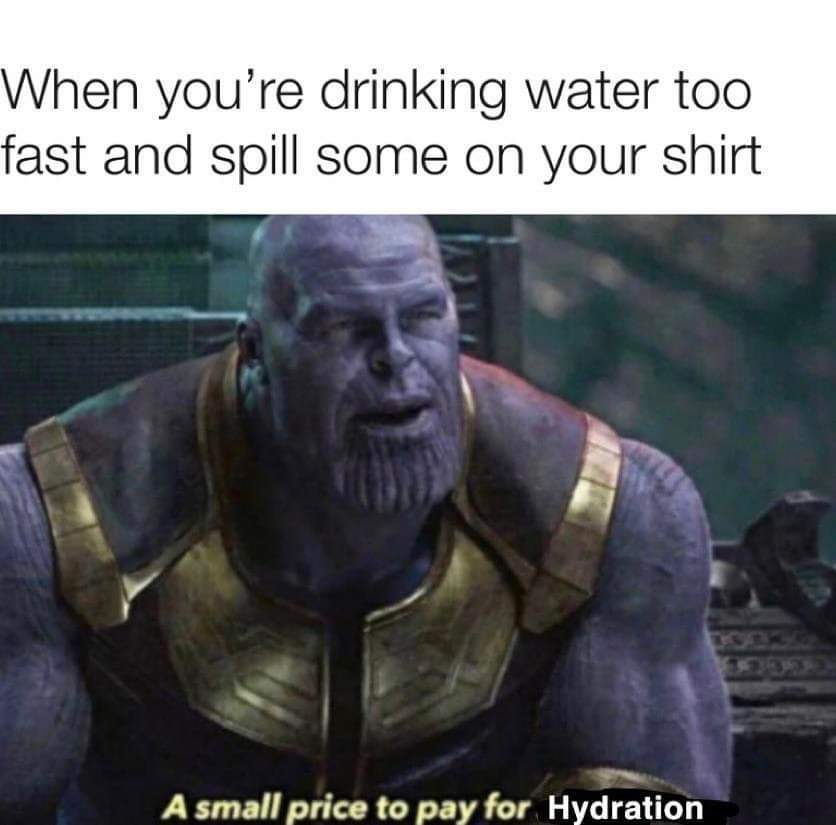 When you’re drinking water too
fast and spill some on your shirt
A small price to pay for Hydration